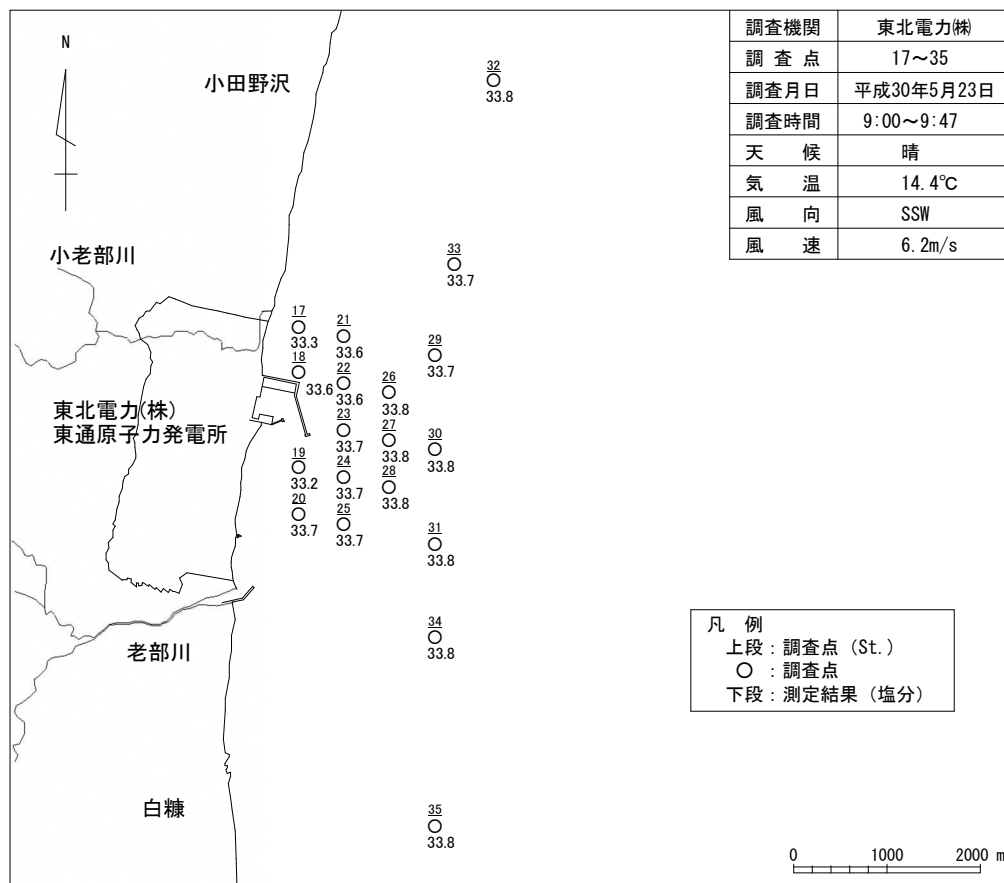 調査機関 東北電力㈱
調査点 17～35
調査月日 平成30年5月23日
調査時間 9:00～9:47
天候 晴
気温 14.4℃
風向 SSW
風速 6.2m/s
N
小田野沢
32
33.8
小老部川
33
33.7
17
33.3
21
33.6
29
33.7
18
33.6
22
33.6
26
33.8
東北電力(株)
東通原子力発電所
23
33.7
27
33.8
30
33.8
19
33.2
24
33.7
28
33.8
20
33.7
25
33.7
31
33.8
34
33.8
老部川
凡 例
上段：調査点（St.）
○ ：調査点
下段：測定結果（塩分）
白糠
35
33.8
0 1000 2000 m